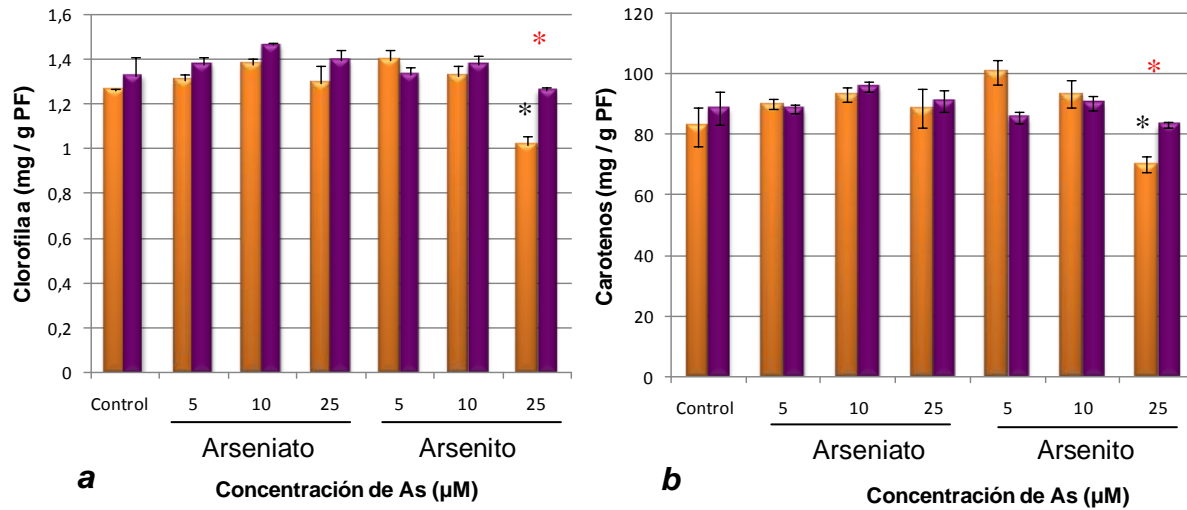 Clorofila a (mg / g PF)
1,6
1,4
1,2
1
0,8
0,6
0,4
0,2
0
*
*
Control 5 10 25 5 10 25
Arseniato Arsenito
a
Concentración de As (µM)
Carotenos (mg / g PF)
120
100
80
60
40
20
0
*
*
Control 5 10 25 5 10 25
Arseniato Arsenito
b
Concentración de As (µM)